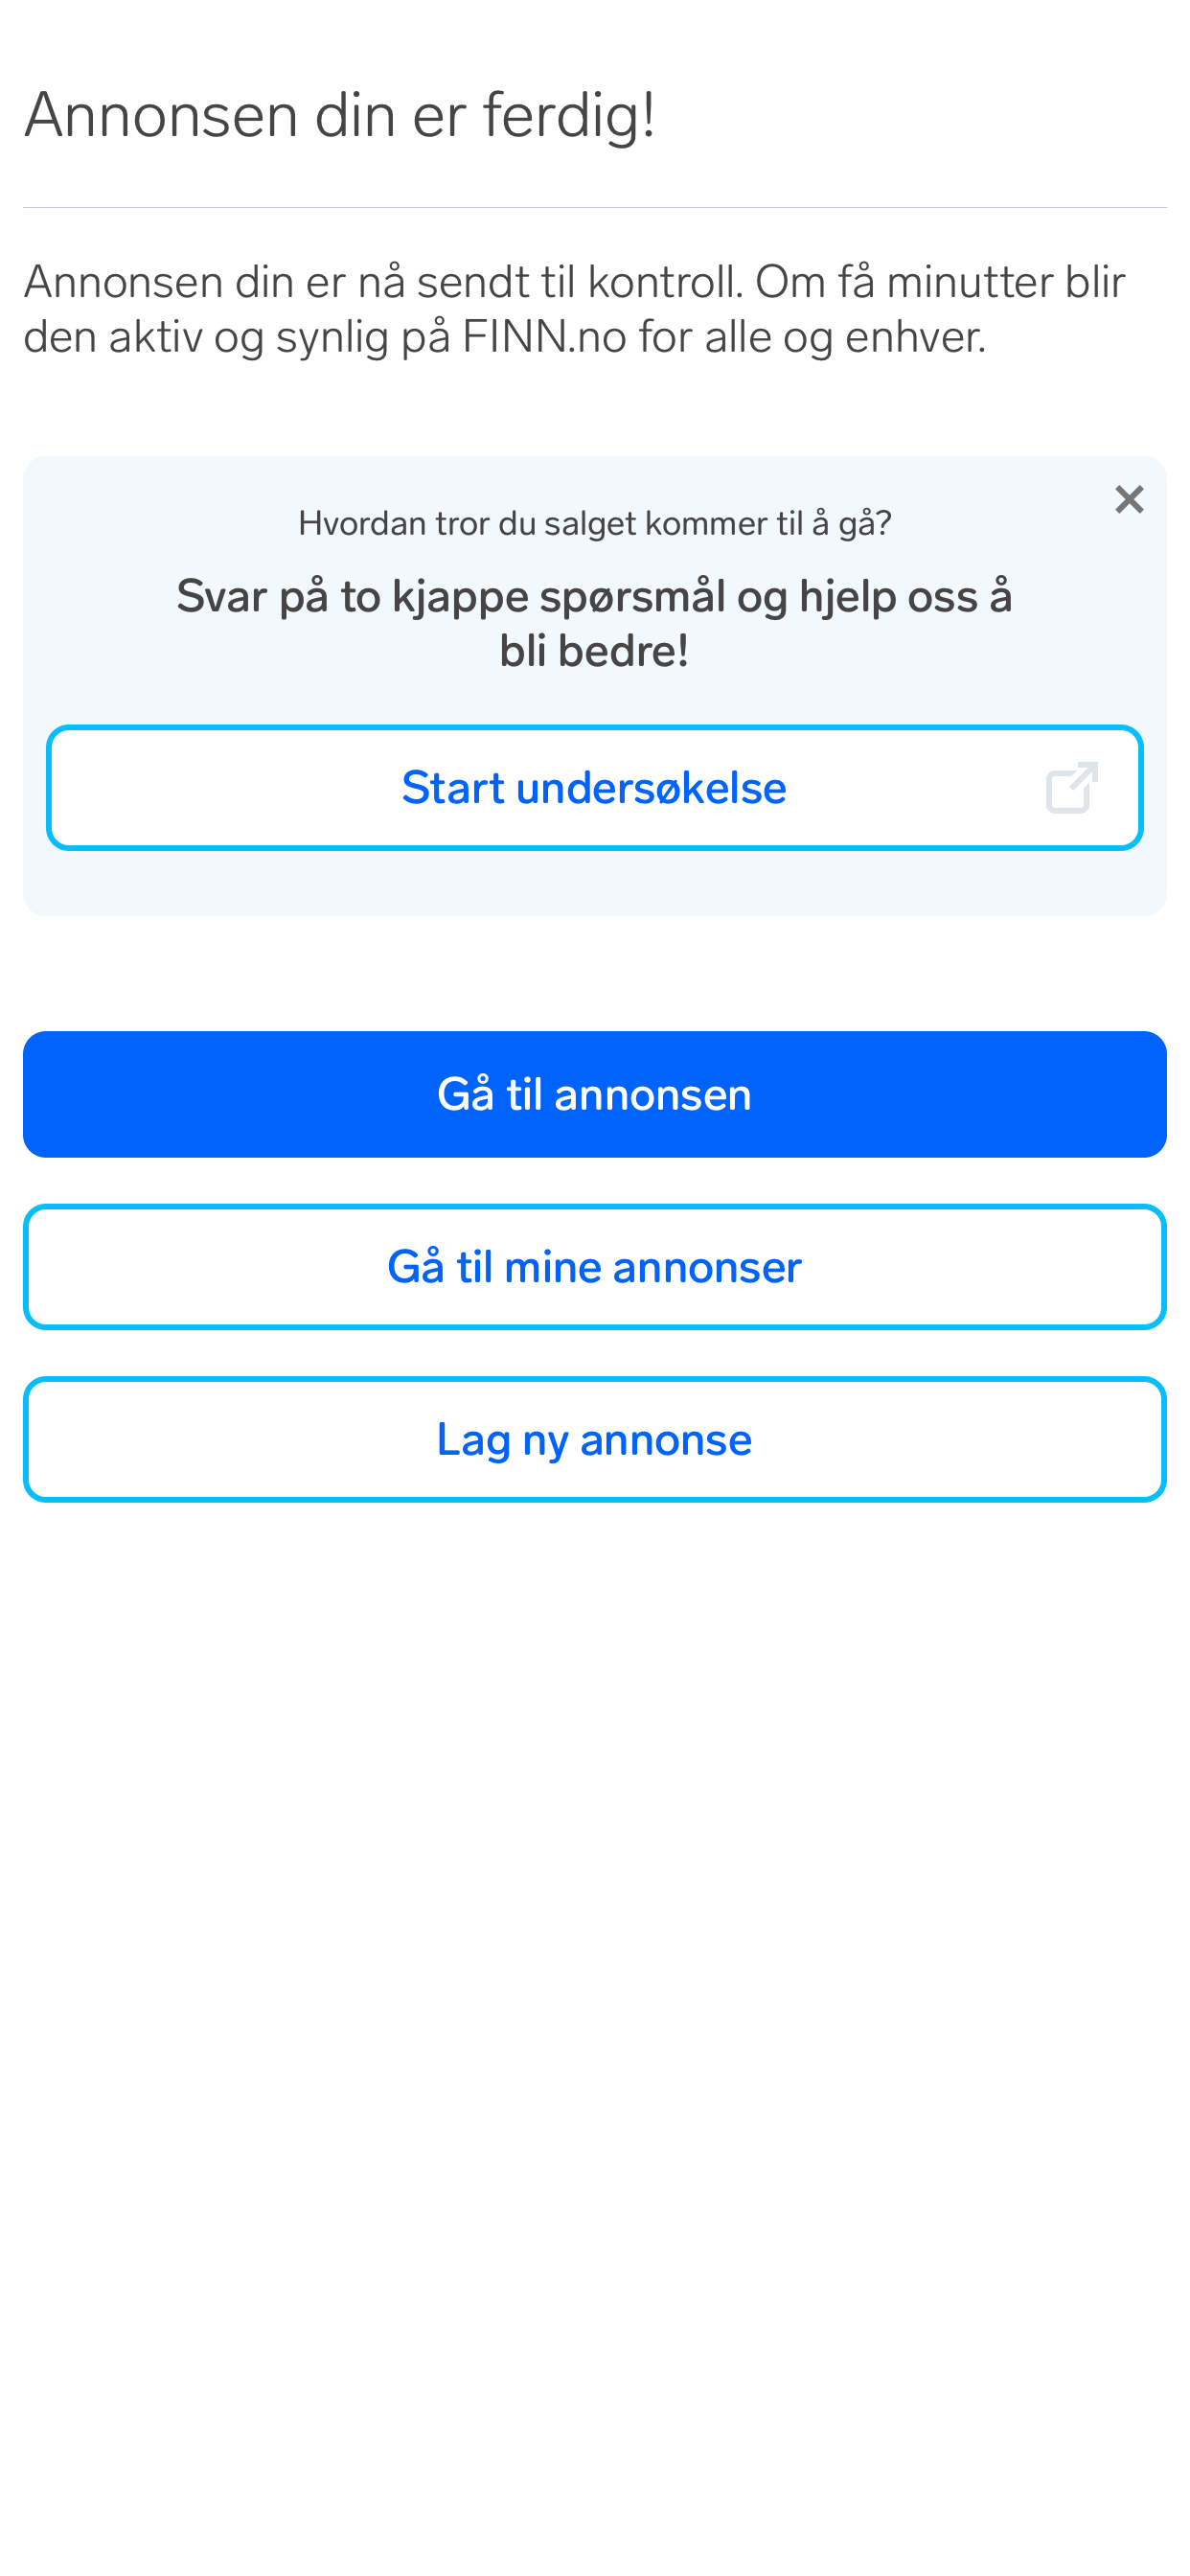 Annonsen din er ferdig!
Annonsen din er nå sendt til kontroll. Om få minutter blir
den aktiv og synlig på FINN.no for alle og enhver.
Hvordan tror du salget kommer til å gå?
Svar på to kjappe spørsmål og hjelp oss å
bli bedre!
Start undersøkelse
Gå til annonsen
Gå til mine annonser
Lag ny annonse